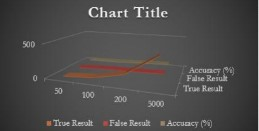 Chart Title
500
0
50
100
200
5000
Accuracy (%)
False Result
True Result
True Result
False Result
Accuracy (%)